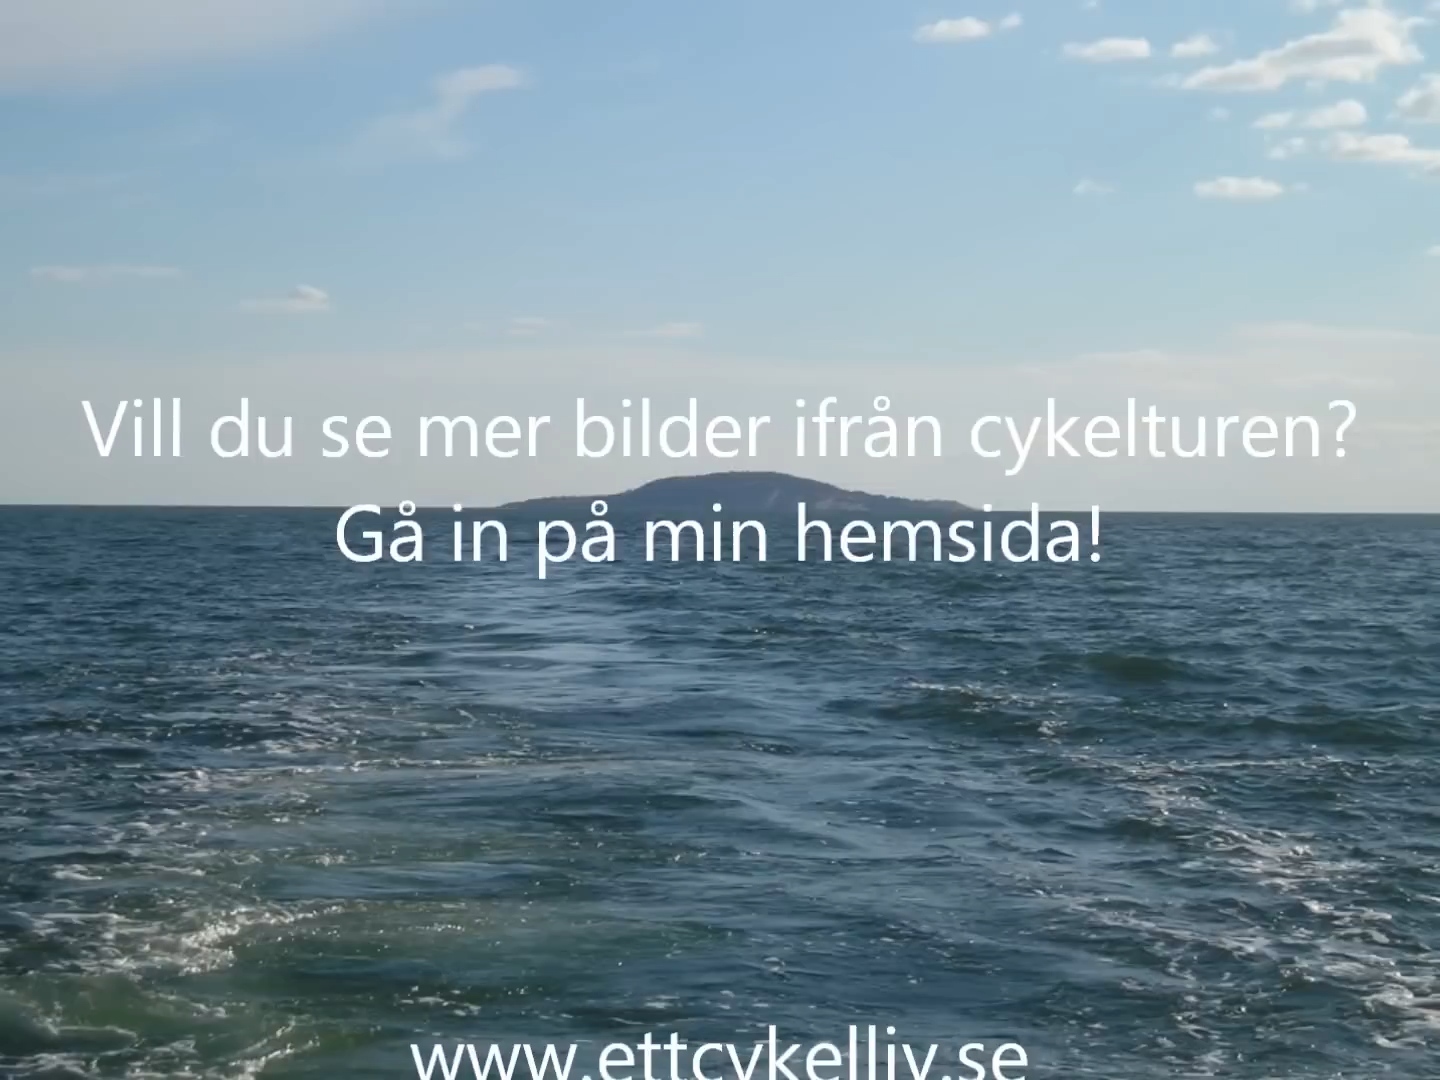 Vill du se mer bilder ifrån cykelturen?
Gå in på min hemsida!
www.ettcykelliv.se